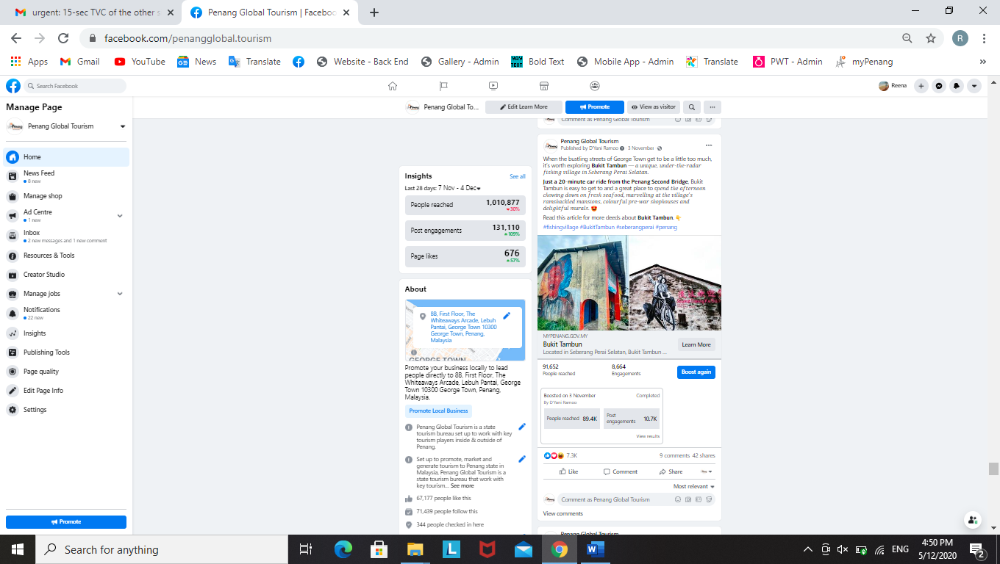 urgent: 15-sec TVC of the other s
Penang Global Tourism | Faceboo
facebook.com/penangglobal.tourism
R
Apps
Gmail
YouTube
News
Translate
Website - Back End
Gallery - Admin
YAY TEXT
Bold Text
Mobile App - Admin
Translate
PWT - Admin
myPenang
Search Facebook
Reena
Manage Page
Penang Global Tourism
Home
News Feed
8 new
Manage shop
Ad Centre
1 new
Inbox
2 new messages and 1 new comment
Resources & Tools
Creator Studio
Manage jobs
Notifications
22 new
Insights
Publishing Tools
Page quality
Edit Page Info
Settings
Promote
Penang Global To...
Edit Learn More
Promote
View as visitor
Insights
See all
Last 28 days: 7 Nov - 4 Dec
People reached
1,010,877
30%
Post engagements
131,110
109%
Page likes
676
57%
About
8B, First Floor, The
Whiteaways Arcade, Lebuh
Pantai, George Town 10300
George Town, Penang,
Malaysia
GEORGE TOWN
Promote your business locally to lead
people directly to 8B, First Floor, The
Whiteaways Arcade, Lebuh Pantai, George
Town 10300 George Town, Penang,
Malaysia.
Promote Local Business
Penang Global Tourism is a state
tourism bureau set up to work with key
tourism players inside & outside of
Penang.
Set up to promote, market and
generate tourism to Penang state in
Malaysia, Penang Global Tourism is a
state tourism bureau that work with
key tourism... See more
67,177 people like this
71,439 people follow this
344 people checked in here
Comment as Penang Global Tourism
Penang Global Tourism
Published by D'Yani Ramoo · 3 November ·
When the bustling streets of George Town get to be a little too much,
it's worth exploring Bukit Tambun — a unique, under-the-radar
fishing village in Seberang Perai Selatan.
Just a 20-minute car ride from the Penang Second Bridge, Bukit
Tambun is easy to get to and a great place to spend the afternoon
chowing down on fresh seafood, marvelling at the village's
ramshackled mansions, colourful pre-war shophouses and
delightful murals. 😍
Read this article for more deeds about Bukit Tambun. 👇
#fishingvillage #BukitTambun #seberangperai #penang
MYPENANG.GOV.MY
Bukit Tambun
Located in Seberang Perai Selatan, Bukit Tambun ...
Learn More
91,652
People reached
8,664
Engagements
Boost again
Boosted on 3 November
Completed
By D'Yani Ramoo
People reached 89.4K
Post engagements 10.7K
View results
7.3K
9 comments 42 shares
Like
Comment
Share
Most relevant
Comment as Penang Global Tourism
View comments
Penang Global Tourism
Search for anything
ENG
4:50 PM
5/12/2020
2